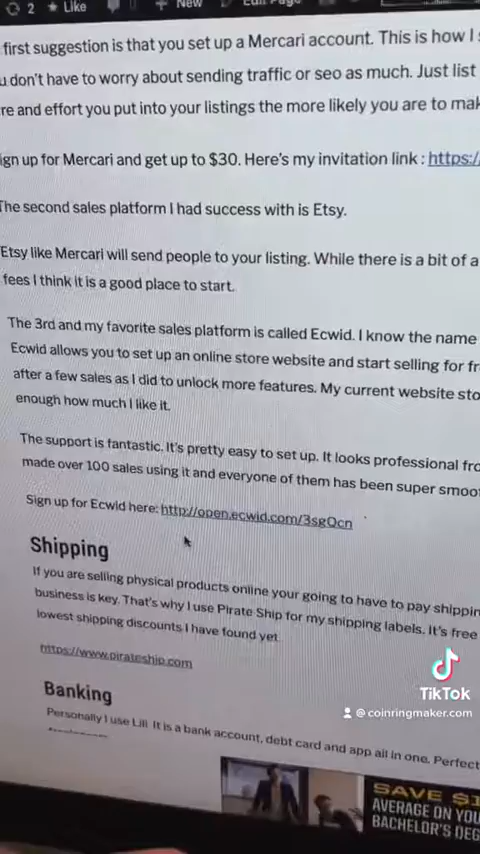 2 Like New Edit Page
first suggestion is that you set up a Mercari account. This is how I
don't have to worry about sending traffic or seo as much. Just list
re and effort you put into your listings the more likely you are to mak
ign up for Mercari and get up to $30. Here's my invitation link : https:/
The second sales platform I had success with is Etsy.
Etsy like Mercari will send people to your listing. While there is a bit of a
fees I think it is a good place to start.
The 3rd and my favorite sales platform is called Ecwid. I know the name
Ecwid allows you to set up an online store website and start selling for fr
after a few sales as I did to unlock more features. My current website sto
enough how much I like it.
The support is fantastic. It's pretty easy to set up. It looks professional fro
made over 100 sales using it and everyone of them has been super smoo
Sign up for Ecwid here: http://open.ecwid.com/3sgQcn
Shipping
If you are selling physical products online your going to have to pay shippin
business is key. That's why I use Pirate Ship for my shipping labels. It's free
lowest shipping discounts I have found yet
https://www.pirateship.com
Banking
Personally I use Lili. It is a bank account, debit card and app all in one. Perfect
TikTok
@coinringmaker.com
SAVE $1
AVERAGE ON YOU
BACHELOR'S DEG